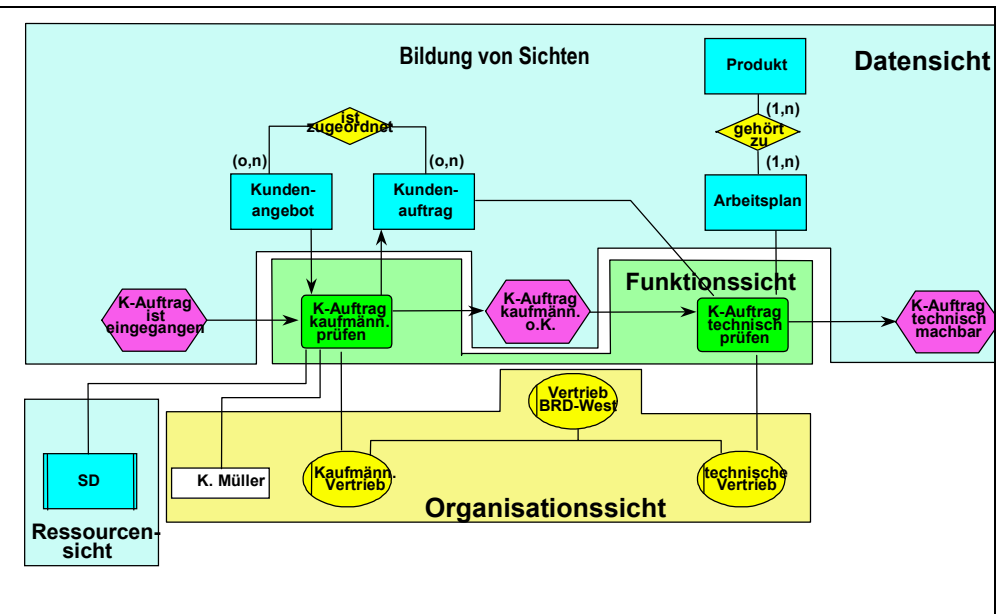 Bildung von Sichten
Datensicht
Produkt
(1,n)
gehört
zu
(1,n)
Arbeitsplan
ist
zugeordnet
(o,n)
(o,n)
Kunden-
angebot
Kunden-
auftrag
Funktionssicht
K-Auftrag
ist
eingegangen
K-Auftrag
kaufmänn.
prüfen
K-Auftrag
kaufmänn.
o.K.
K-Auftrag
technisch
prüfen
K-Auftrag
technisch
machbar
Vertrieb
BRD-West
SD
K. Müller
Kaufmänn.
Vertrieb
technische
Vertrieb
Organisationssicht
Ressourcen-
sicht